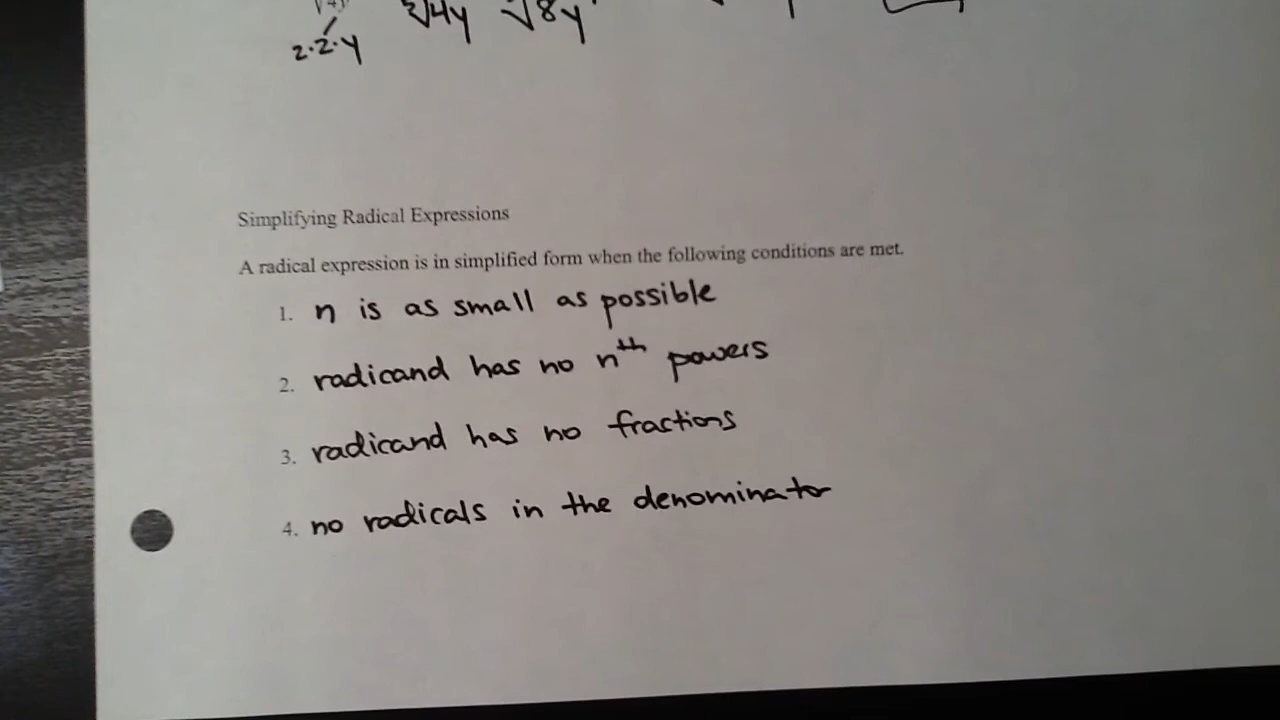 2·2·y ∛4y √8y
Simplifying Radical Expressions
A radical expression is in simplified form when the following conditions are met.
1. n is as small as possible
2. radicand has no nth powers
3. radicand has no fractions
4. no radicals in the denominator